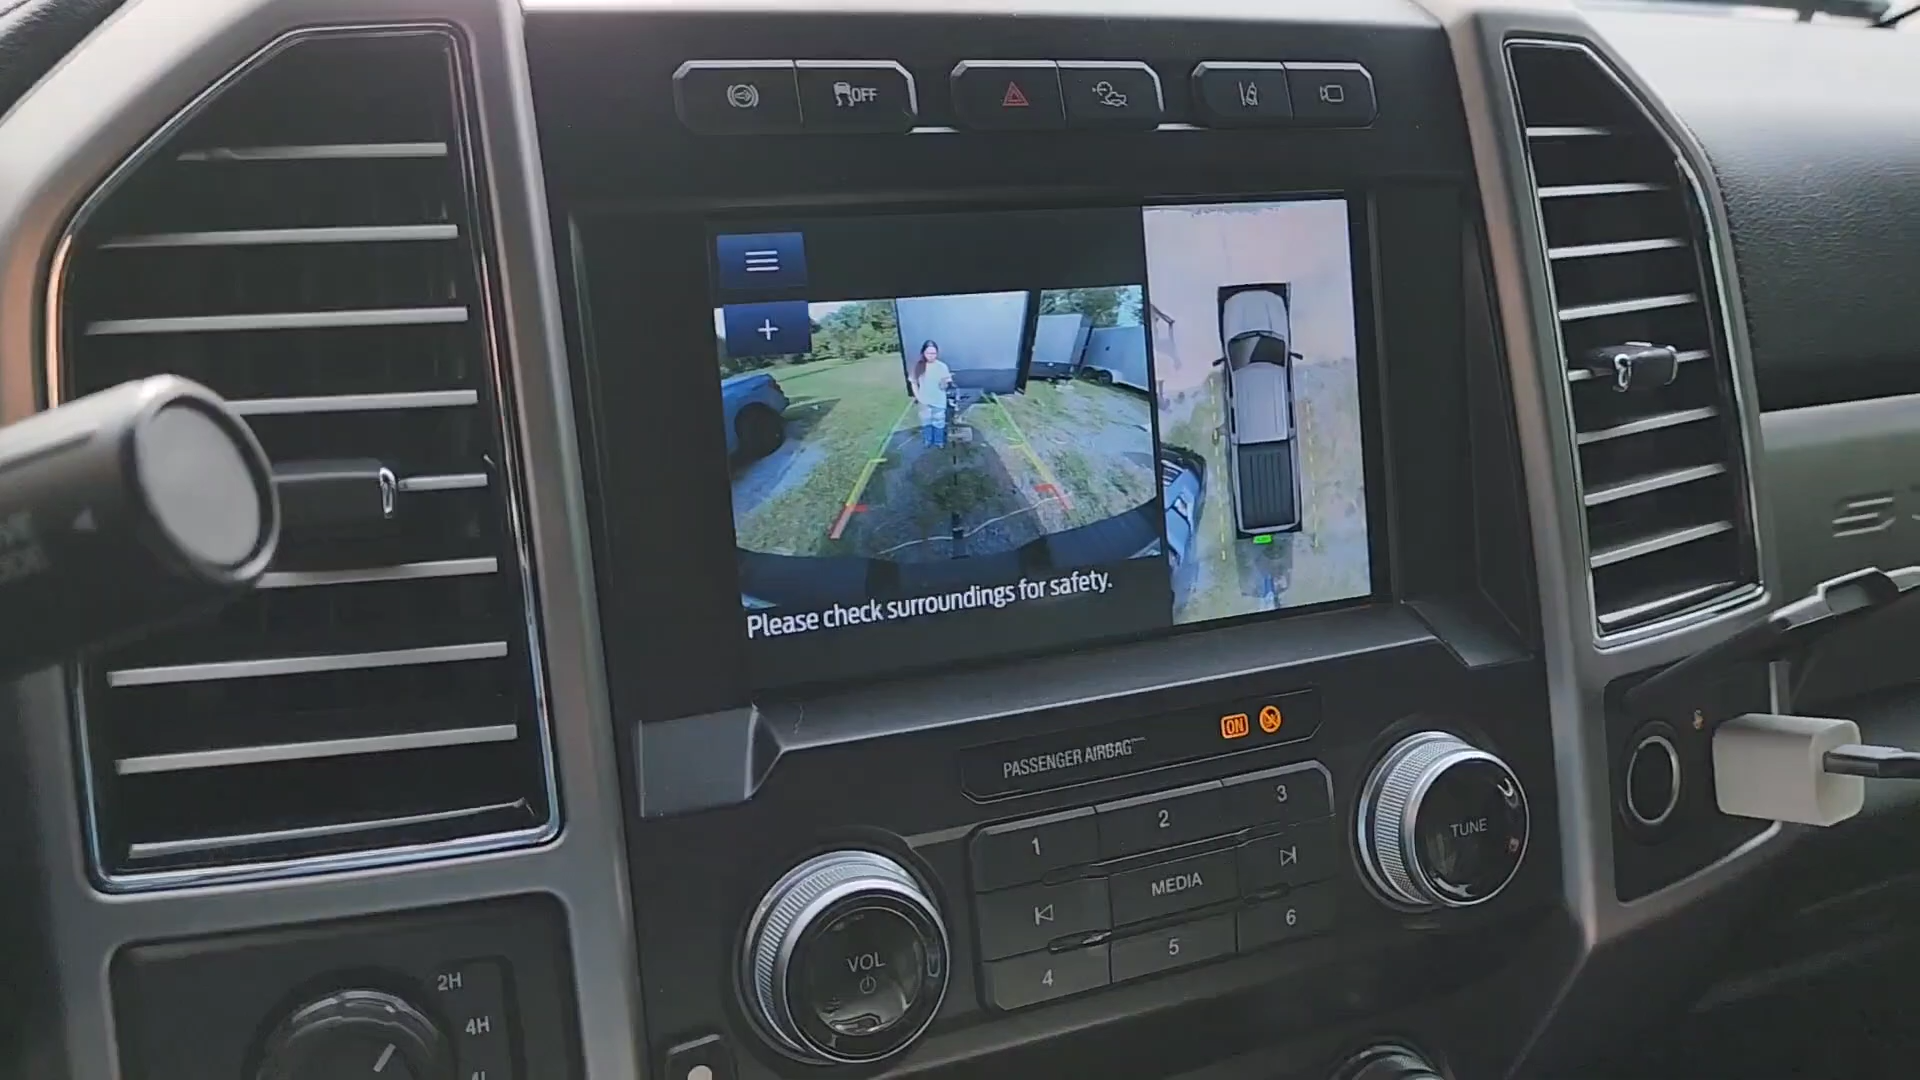 OFF
Please check surroundings for safety.
PASSENGER AIRBAG
ON
1
2
3
MEDIA
4
5
6
VOL
TUNE
2H
4H